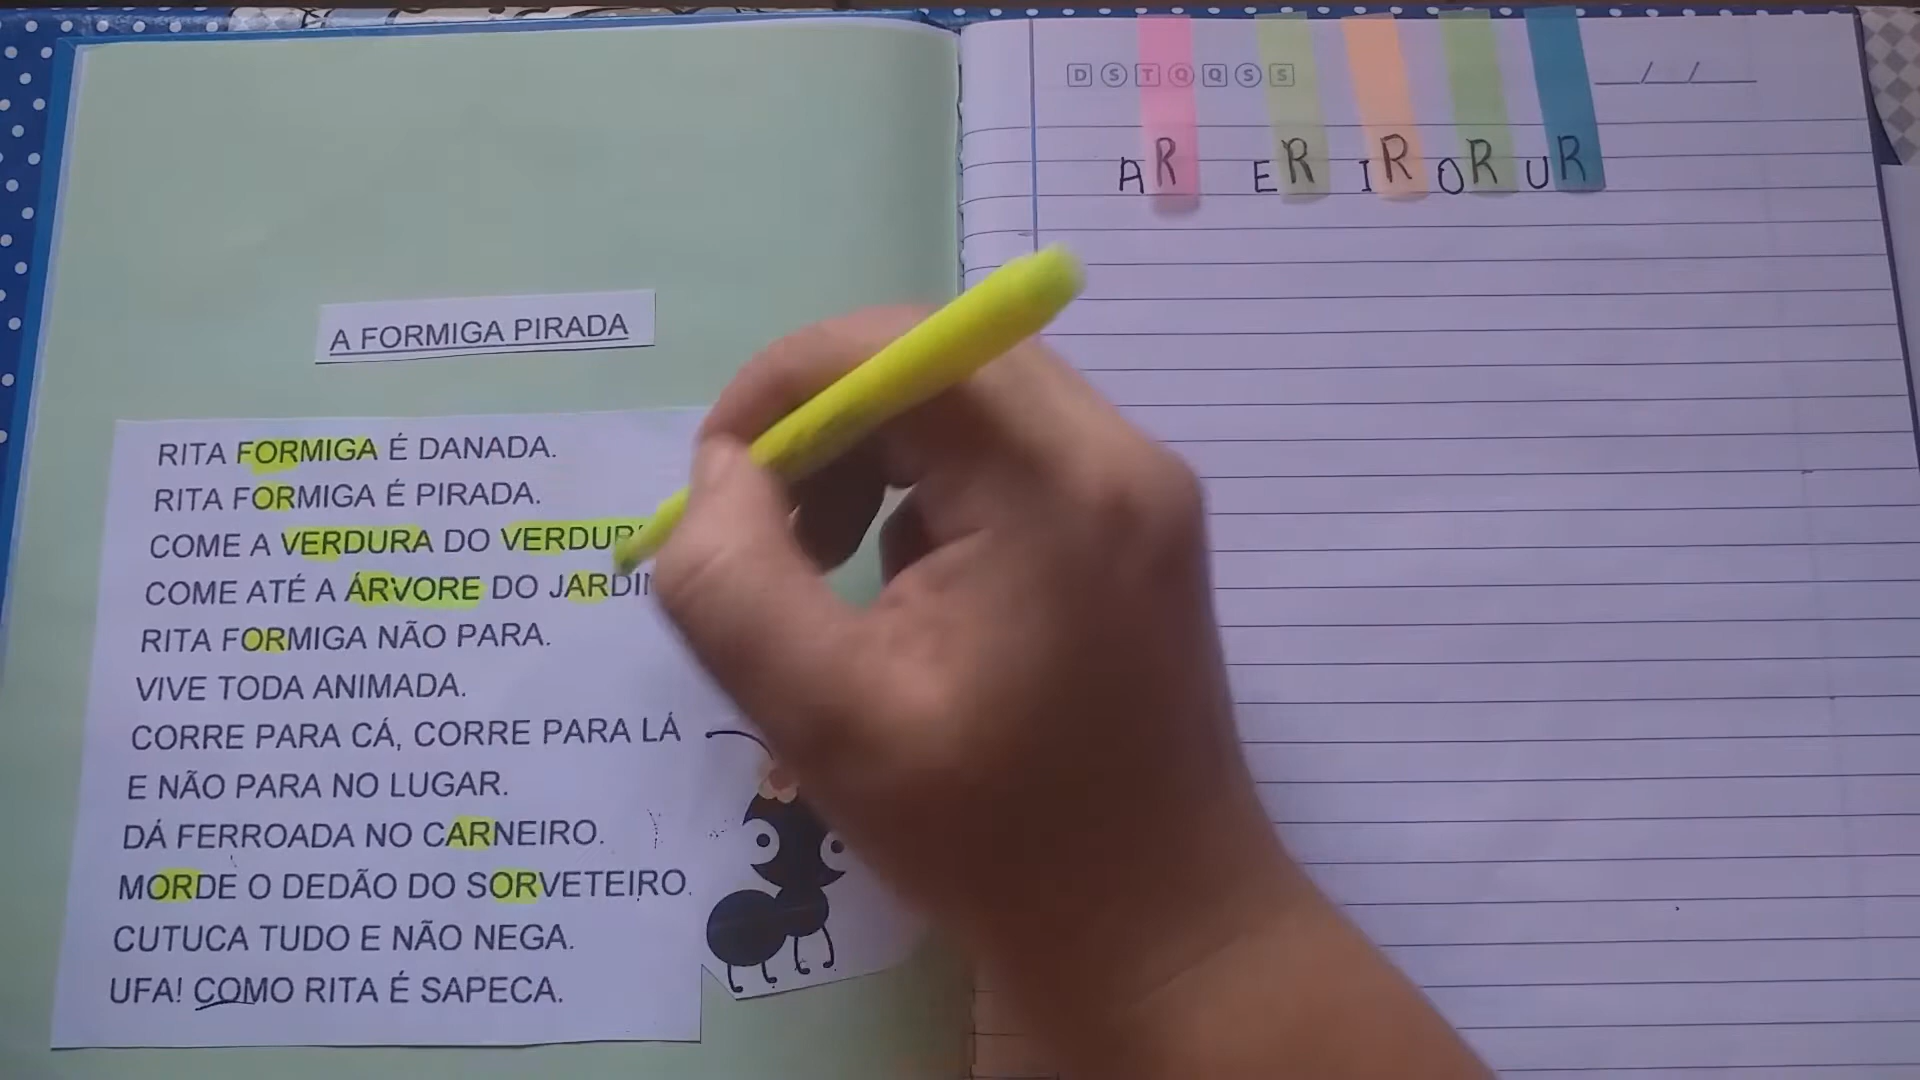 A FORMIGA PIRADA
RITA FORMIGA É DANADA.
RITA FORMIGA É PIRADA.
COME A VERDURA DO
COME ATÉ A ÁRVORE DO
RITA FORMIGA NÃO PARA.
VIVE TODA ANIMADA.
CORRE PARA CÁ, CORRE PARA LÁ
E NÃO PARA NO LUGAR.
DÁ FERROADA NO CARNEIRO.
MORDE O DEDÃO DO SORVETEIRO.
CUTUCA TUDO E NÃO NEGA.
UFA! COMO RITA É SAPECA.
D S T Q Q S S
AR ER IR OR UR